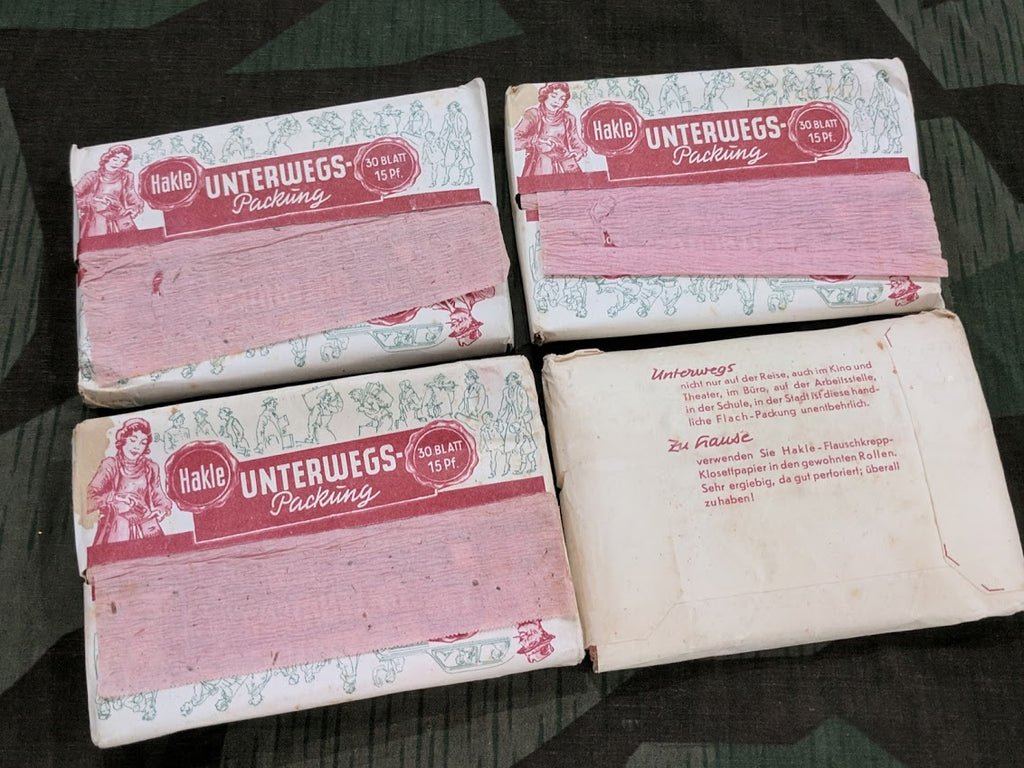 Hakle UNTERWEGS- 30 BLATT
Packung 15 Pf.
Hakle UNTERWEGS- 30 BLATT
Packung 15 Pf.
Hakle UNTERWEGS- 30 BLATT
Packung 15 Pf.
Unterwegs
nicht nur auf der Reise, auch im Kino und
Theater, im Büro, auf der Arbeitsstelle,
in der Schule, in der Stadt ist diese hand-
liche Flach-Packung unentbehrlich.
Zu Hause
verwenden Sie Hakle-Flauschkrepp-
Klosettpapier in den gewohnten Rollen.
Sehr ergiebig, da gut perforiert; überall
zu haben!